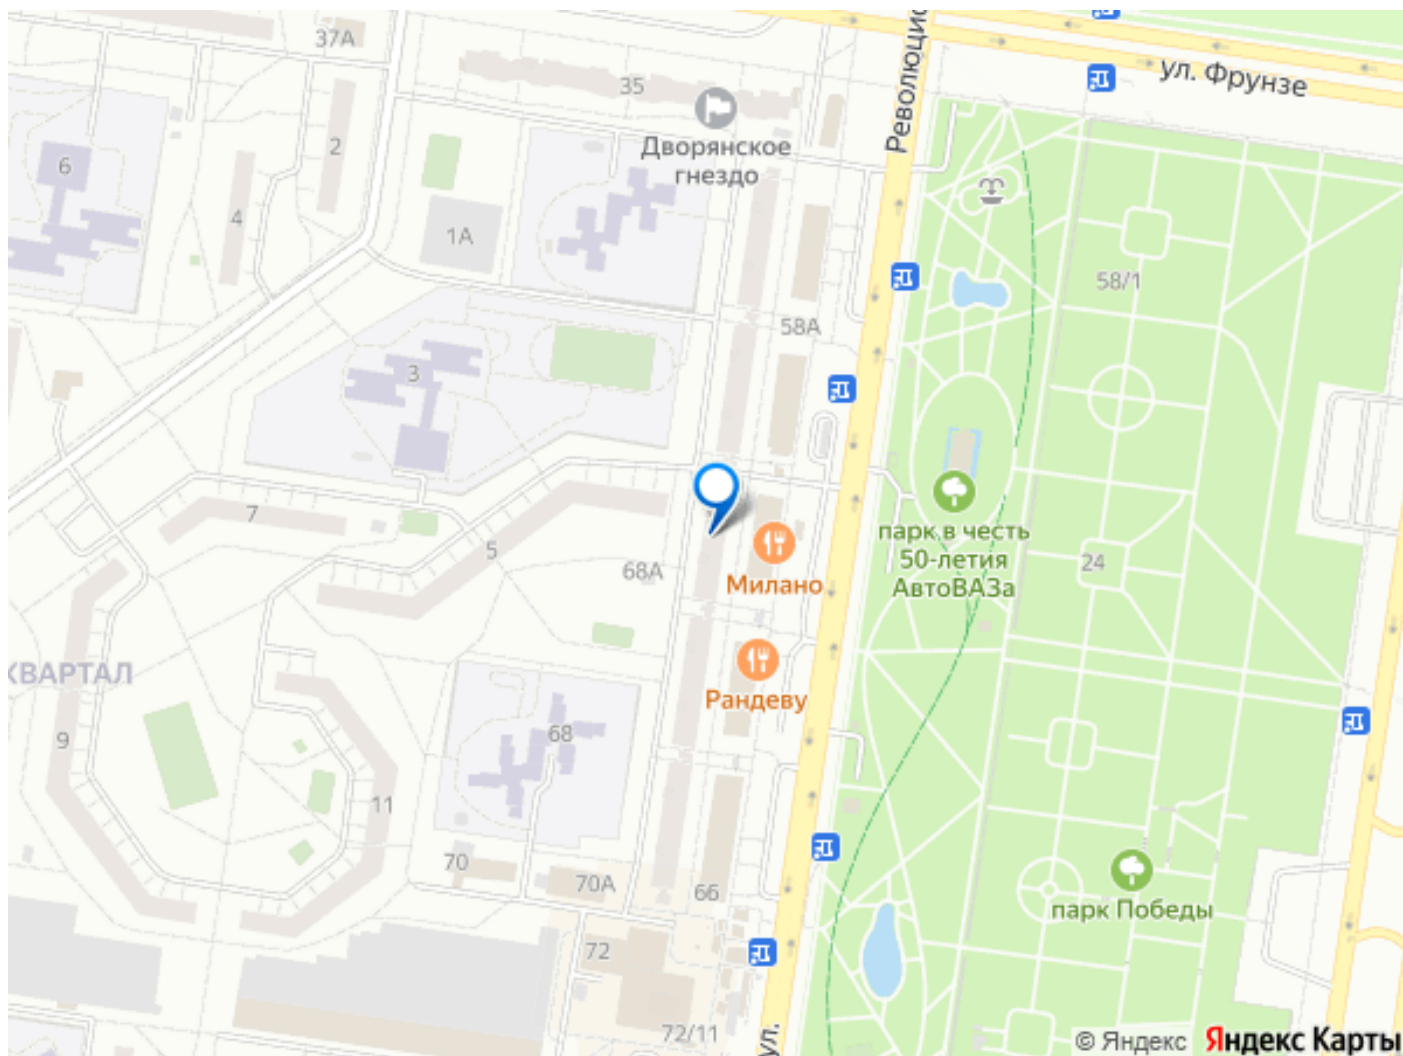 37А
35
ул. Фрунзе
Революцио
Дворянское
гнездо
2
6
4
1А
58/1
58А
3
парк в честь
50-летия
АвтоВАЗа
7
5
68А
Милано
24
КВАРТАЛ
Рандеву
9
68
11
70
70А
66
парк Победы
72
72/11
ул.
© Яндекс Яндекс Карты